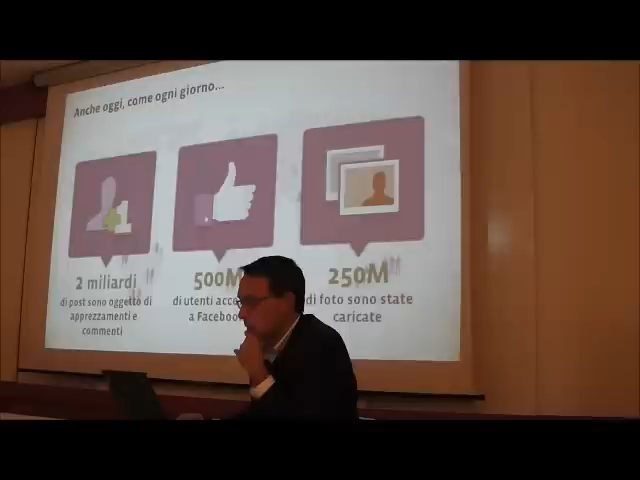 Anche oggi, come ogni giorno...
2 miliardi
di post sono oggetto di
apprezzamenti e
commenti
500M
di utenti
a
250M
di foto sono state
caricate